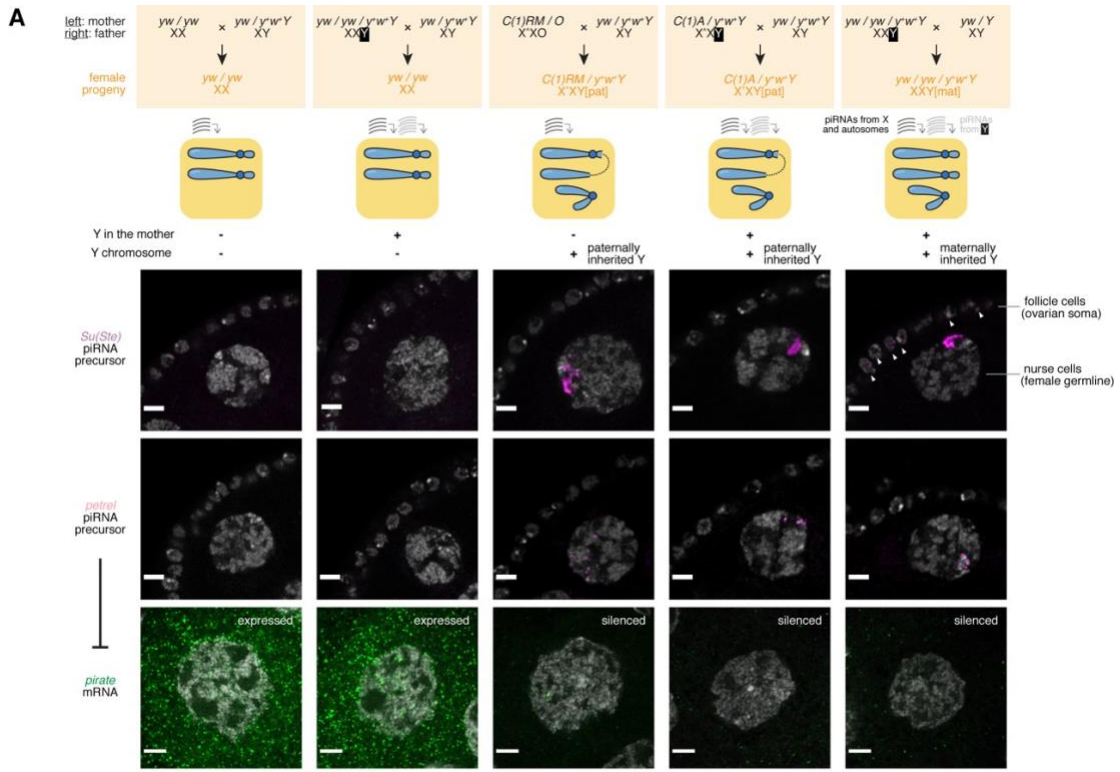 A
left: mother
right: father
yw / yw × yw / y⁺w⁺Y
XX XY
yw / yw / y⁺w⁺Y × yw / y⁺w⁺Y
XXY XY
C(1)RM / O × yw / y⁺w⁺Y
X^XO XY
C(1)A / y⁺w⁺Y × yw / y⁺w⁺Y
X^XY XY
yw / yw / y⁺w⁺Y × yw / Y
XXY XY
female
progeny
yw / yw
XX
yw / yw
XX
C(1)RM / y⁺w⁺Y
X^XY[pat]
C(1)A / y⁺w⁺Y
X^XY[pat]
yw / yw / y⁺w⁺Y
XXY[mat]
piRNAs from X
and autosomes
piRNAs
from Y
Y in the mother - + - + +
Y chromosome - - + paternally inherited Y + paternally inherited Y + maternally inherited Y
Su(Ste)
piRNA
precursor
follicle cells
(ovarian soma)
nurse cells
(female germline)
petrel
piRNA
precursor
expressed
expressed
silenced
silenced
silenced
pirate
mRNA